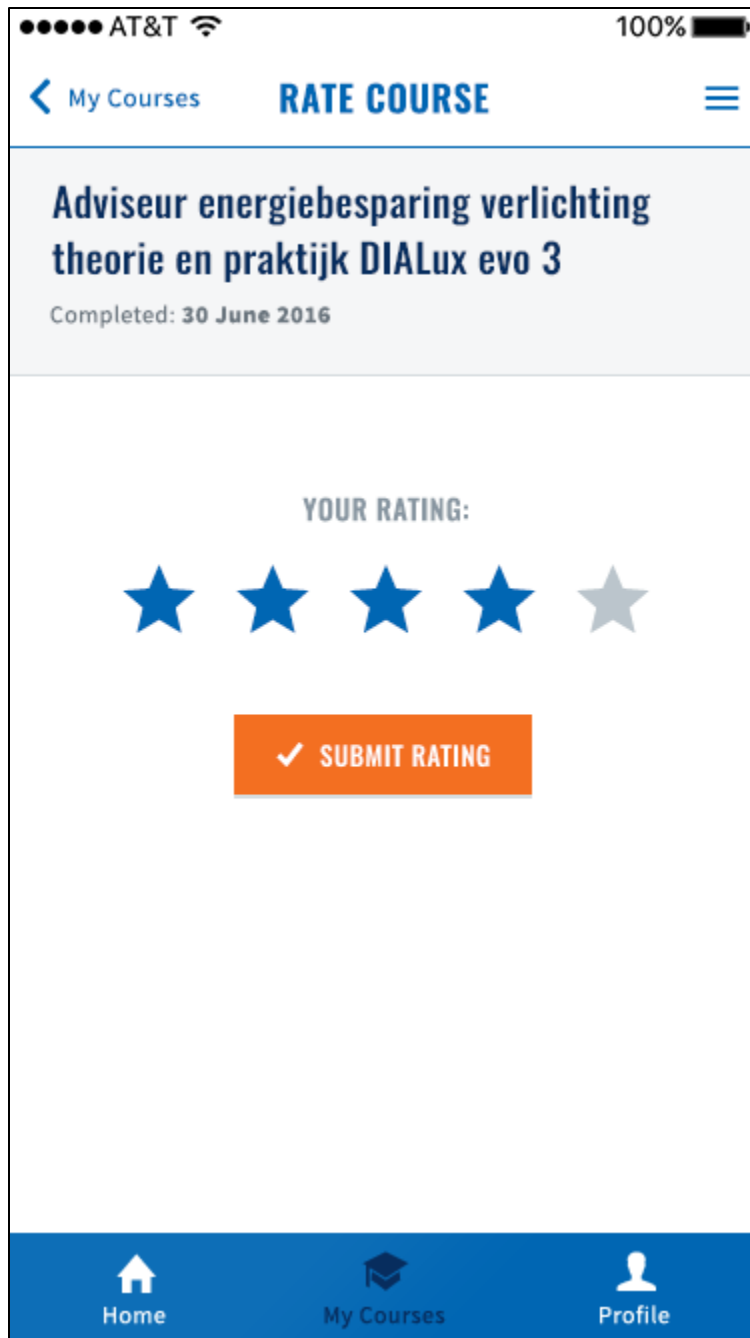 AT&T 100%
My Courses RATE COURSE
Adviseur energiebesparing verlichting
theorie en praktijk DIALux evo 3
Completed: 30 June 2016
YOUR RATING:
SUBMIT RATING
Home My Courses Profile